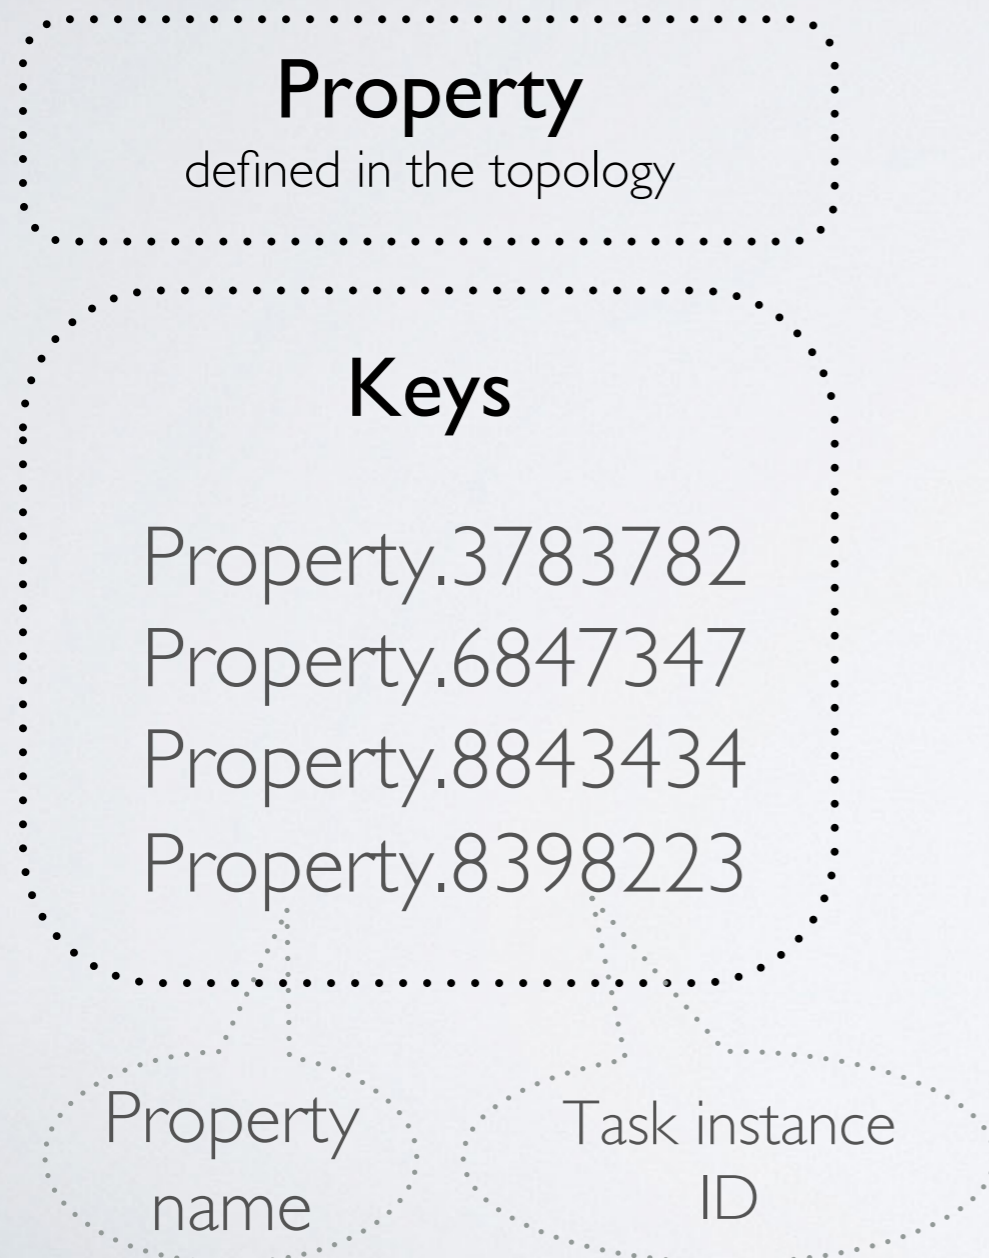 Property
defined in the topology
Keys
Property.3783782
Property.6847347
Property.8843434
Property.8398223
Property
name
Task instance
ID